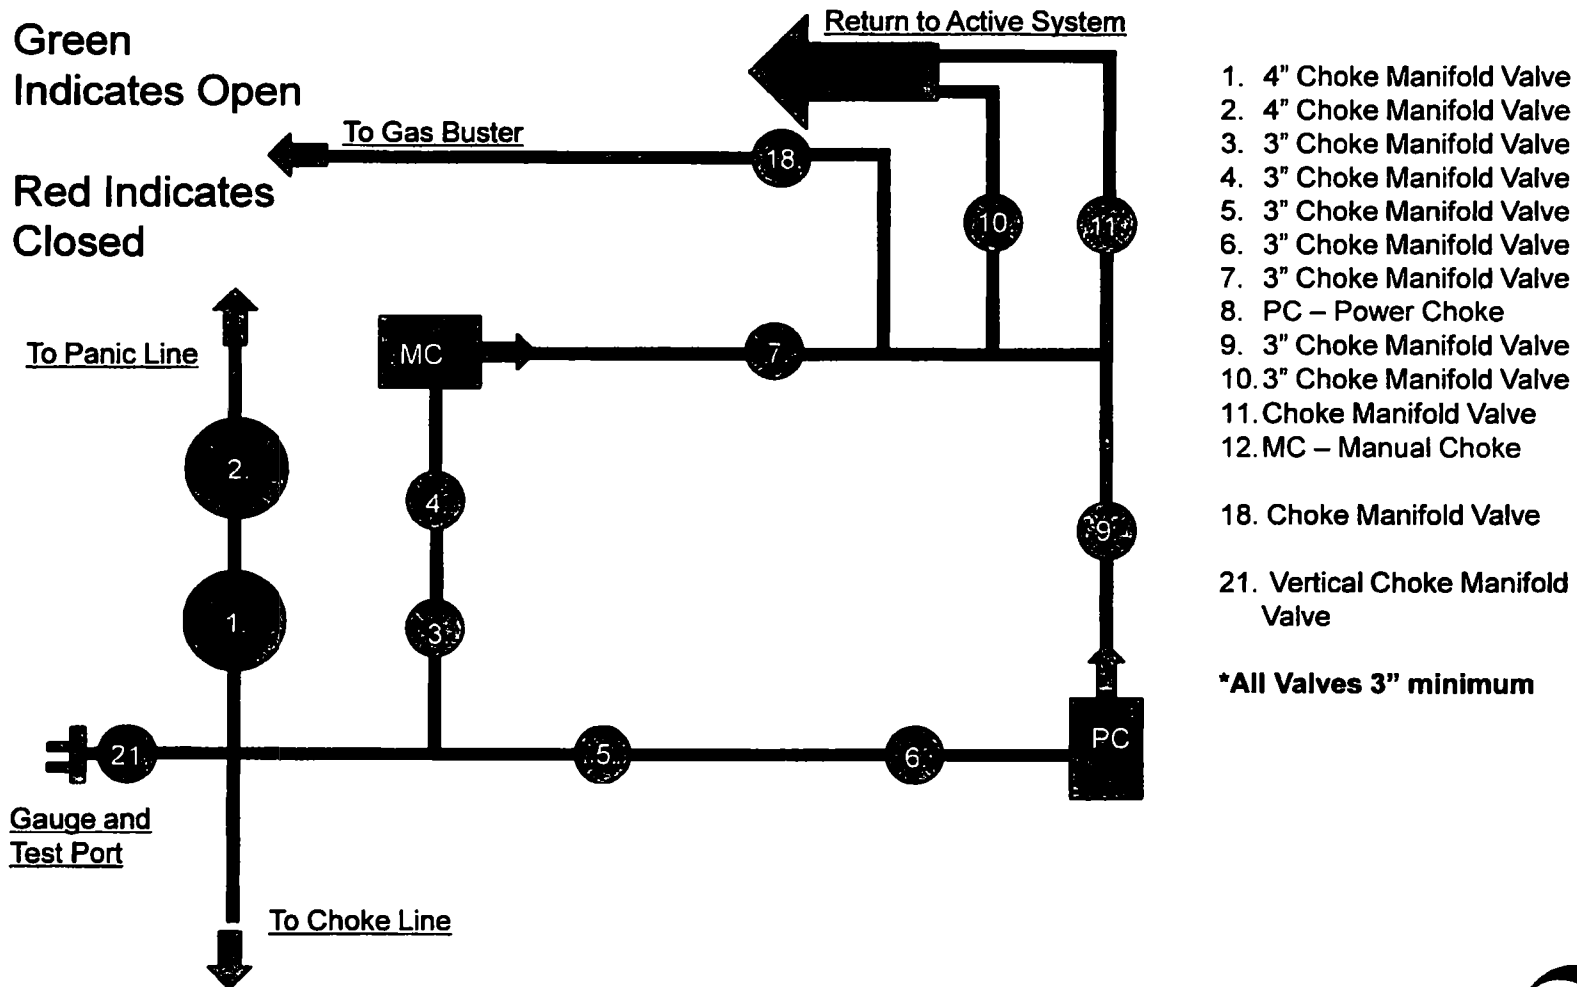 Green
Indicates Open
Red Indicates
Closed
Return to Active System
To Gas Buster
18
10
11
To Panic Line
MC
7
2.
4
9
1.
3
21
5
6
PC
Gauge and
Test Port
To Choke Line
1. 4" Choke Manifold Valve
2. 4" Choke Manifold Valve
3. 3" Choke Manifold Valve
4. 3" Choke Manifold Valve
5. 3" Choke Manifold Valve
6. 3" Choke Manifold Valve
7. 3" Choke Manifold Valve
8. PC – Power Choke
9. 3" Choke Manifold Valve
10. 3" Choke Manifold Valve
11. Choke Manifold Valve
12. MC – Manual Choke
18. Choke Manifold Valve
21. Vertical Choke Manifold
Valve
*All Valves 3" minimum